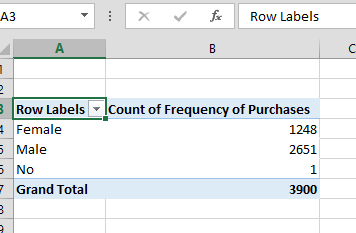 A3 fx Row Labels
A B C
1
2
3 Row Labels Count of Frequency of Purchases
4 Female 1248
5 Male 2651
6 No 1
7 Grand Total 3900
8
9